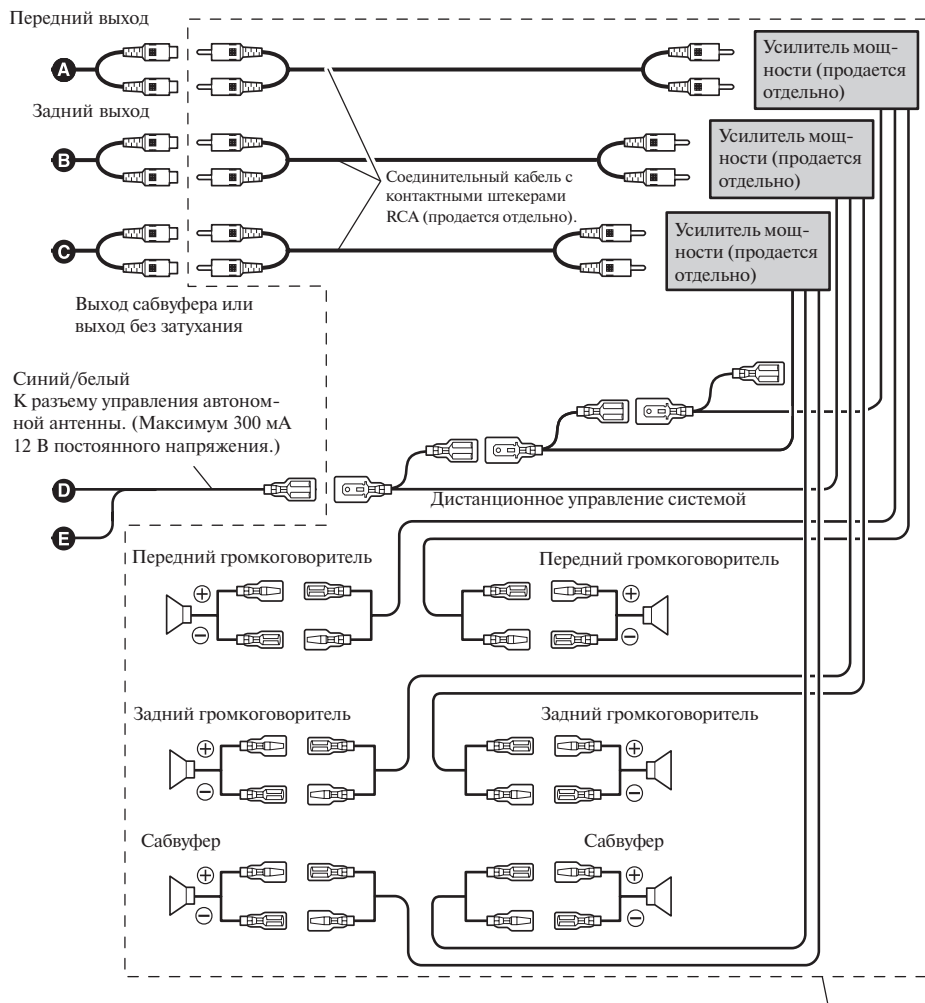 Передний выход
Усилитель мощ-
ности (продается
отдельно)
A
Задний выход
Усилитель мощ-
ности (продается
отдельно)
B
Соединительный кабель с
контактными штекерами
RCA (продается отдельно).
Усилитель мощ-
ности (продается
отдельно)
C
Выход сабвуфера или
выход без затухания
Синий/белый
К разъему управления автоном-
ной антенны. (Максимум 300 мА
12 В постоянного напряжения.)
D
Дистанционное управление системой
E
Передний громкоговоритель
Передний громкоговоритель
+
−
+
−
Задний громкоговоритель
Задний громкоговоритель
+
−
+
−
Сабвуфер
Сабвуфер
+
−
+
−